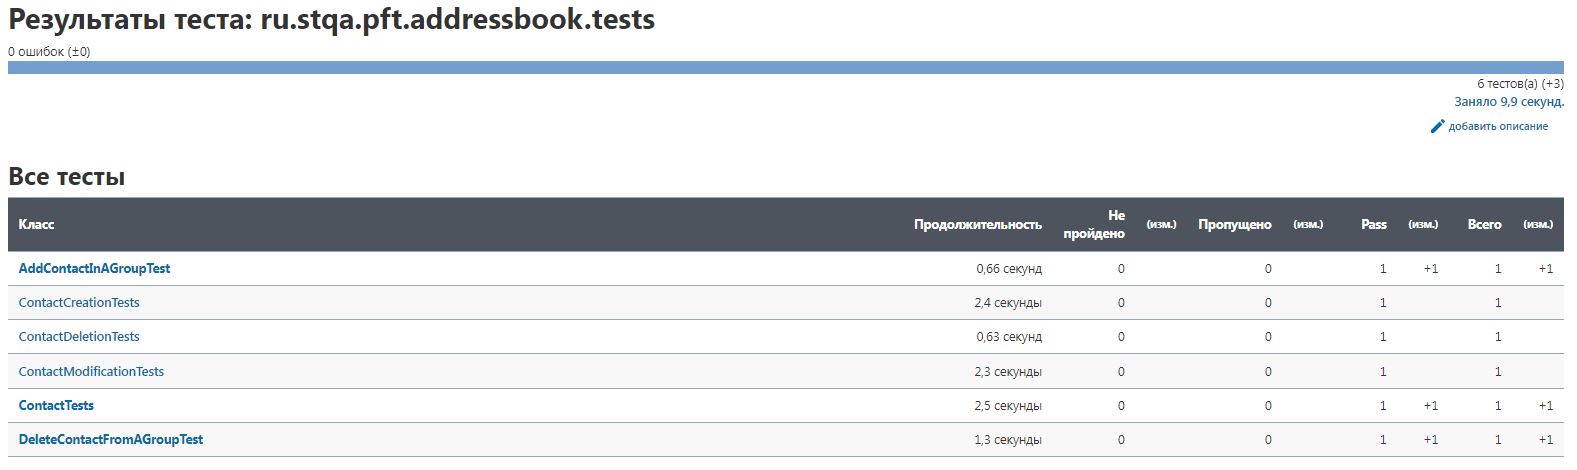 Результаты теста: ru.stqa.pft.addressbook.tests
0 ошибок (±0)
6 тестов(а) (+3)
Заняло 9,9 секунд.
добавить описание
Все тесты
Класс Продолжительность Не пройдено (изм.) Пропущено (изм.) Pass (изм.) Всего (изм.)
AddContactInAGroupTest 0,66 секунд 0 0 1 +1 1 +1
ContactCreationTests 2,4 секунды 0 0 1 1
ContactDeletionTests 0,63 секунд 0 0 1 1
ContactModificationTests 2,3 секунды 0 0 1 1
ContactTests 2,5 секунды 0 0 1 +1 1 +1
DeleteContactFromAGroupTest 1,3 секунды 0 0 1 +1 1 +1